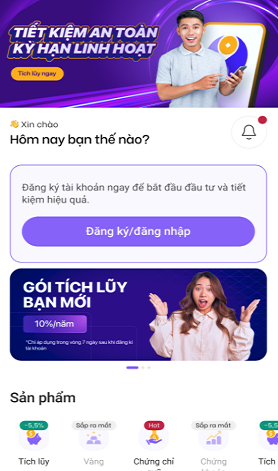 TIẾT KIỆM AN TOÀN
KỲ HẠN LINH HOẠT
Tích lũy ngay
👋 Xin chào
Hôm nay bạn thế nào?
Đăng ký tài khoản ngay để bắt đầu đầu tư và tiết
kiệm hiệu quả.
Đăng ký/đăng nhập
GÓI TÍCH LŨY
BẠN MỚI
10%/năm
*Chỉ áp dụng trong vòng 7 ngày sau khi đăng kí
tài khoản
Sản phẩm
~5,5% Sắp ra mắt Hot Sắp ra mắt ~5,5
Tích lũy Vàng Chứng chỉ Chứng Tích